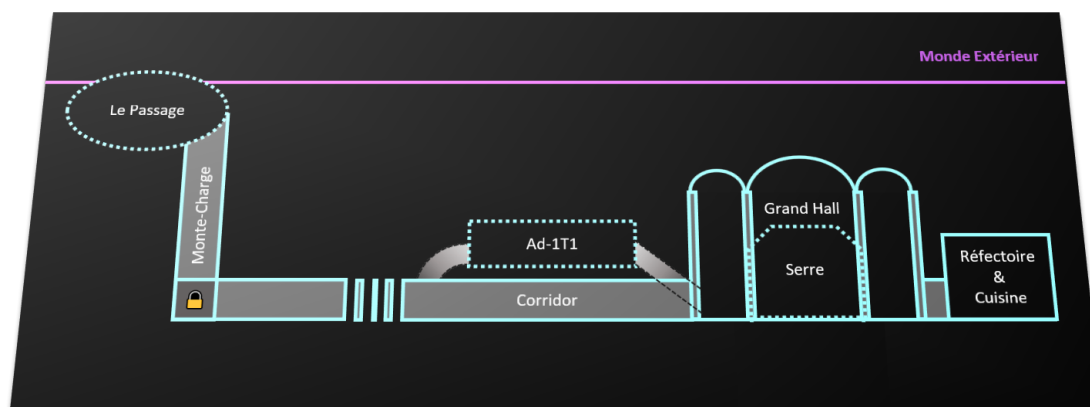 Monde Extérieur
Le Passage
Monte-Charge
Ad-1T1
Corridor
Grand Hall
Serre
Réfectoire
&
Cuisine